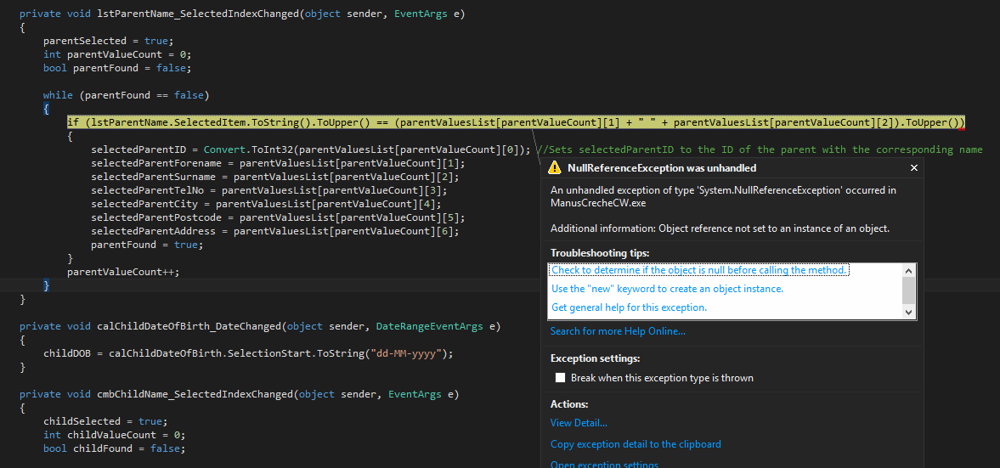 private void lstParentName_SelectedIndexChanged(object sender, EventArgs e)
{
parentSelected = true;
int parentValueCount = 0;
bool parentFound = false;
while (parentFound == false)
{
if (lstParentName.SelectedItem.ToString().ToUpper() == (parentValuesList[parentValueCount][1] + " " + parentValuesList[parentValueCount][2]).ToUpper())
{
selectedParentID = Convert.ToInt32(parentValuesList[parentValueCount][0]); //Sets selectedParentID to the ID of the parent with the corresponding name
selectedParentForename = parentValuesList[parentValueCount][1];
selectedParentSurname = parentValuesList[parentValueCount][2];
selectedParentTelNo = parentValuesList[parentValueCount][3];
selectedParentCity = parentValuesList[parentValueCount][4];
selectedParentPostcode = parentValuesList[parentValueCount][5];
selectedParentAddress = parentValuesList[parentValueCount][6];
parentFound = true;
}
parentValueCount++;
}
}
private void calChildDateOfBirth_DateChanged(object sender, DateRangeEventArgs e)
{
childDOB = calChildDateOfBirth.SelectionStart.ToString("dd-MM-yyyy");
}
private void cmbChildName_SelectedIndexChanged(object sender, EventArgs e)
{
childSelected = true;
int childValueCount = 0;
bool childFound = false;
NullReferenceException was unhandled
An unhandled exception of type 'System.NullReferenceException' occurred in
ManusCrecheCW.exe
Additional information: Object reference not set to an instance of an object.
Troubleshooting tips:
Check to determine if the object is null before calling the method.
Use the "new" keyword to create an object instance.
Get general help for this exception.
Search for more Help Online...
Exception settings:
Break when this exception type is thrown
Actions:
View Detail...
Copy exception detail to the clipboard
Open exception settings